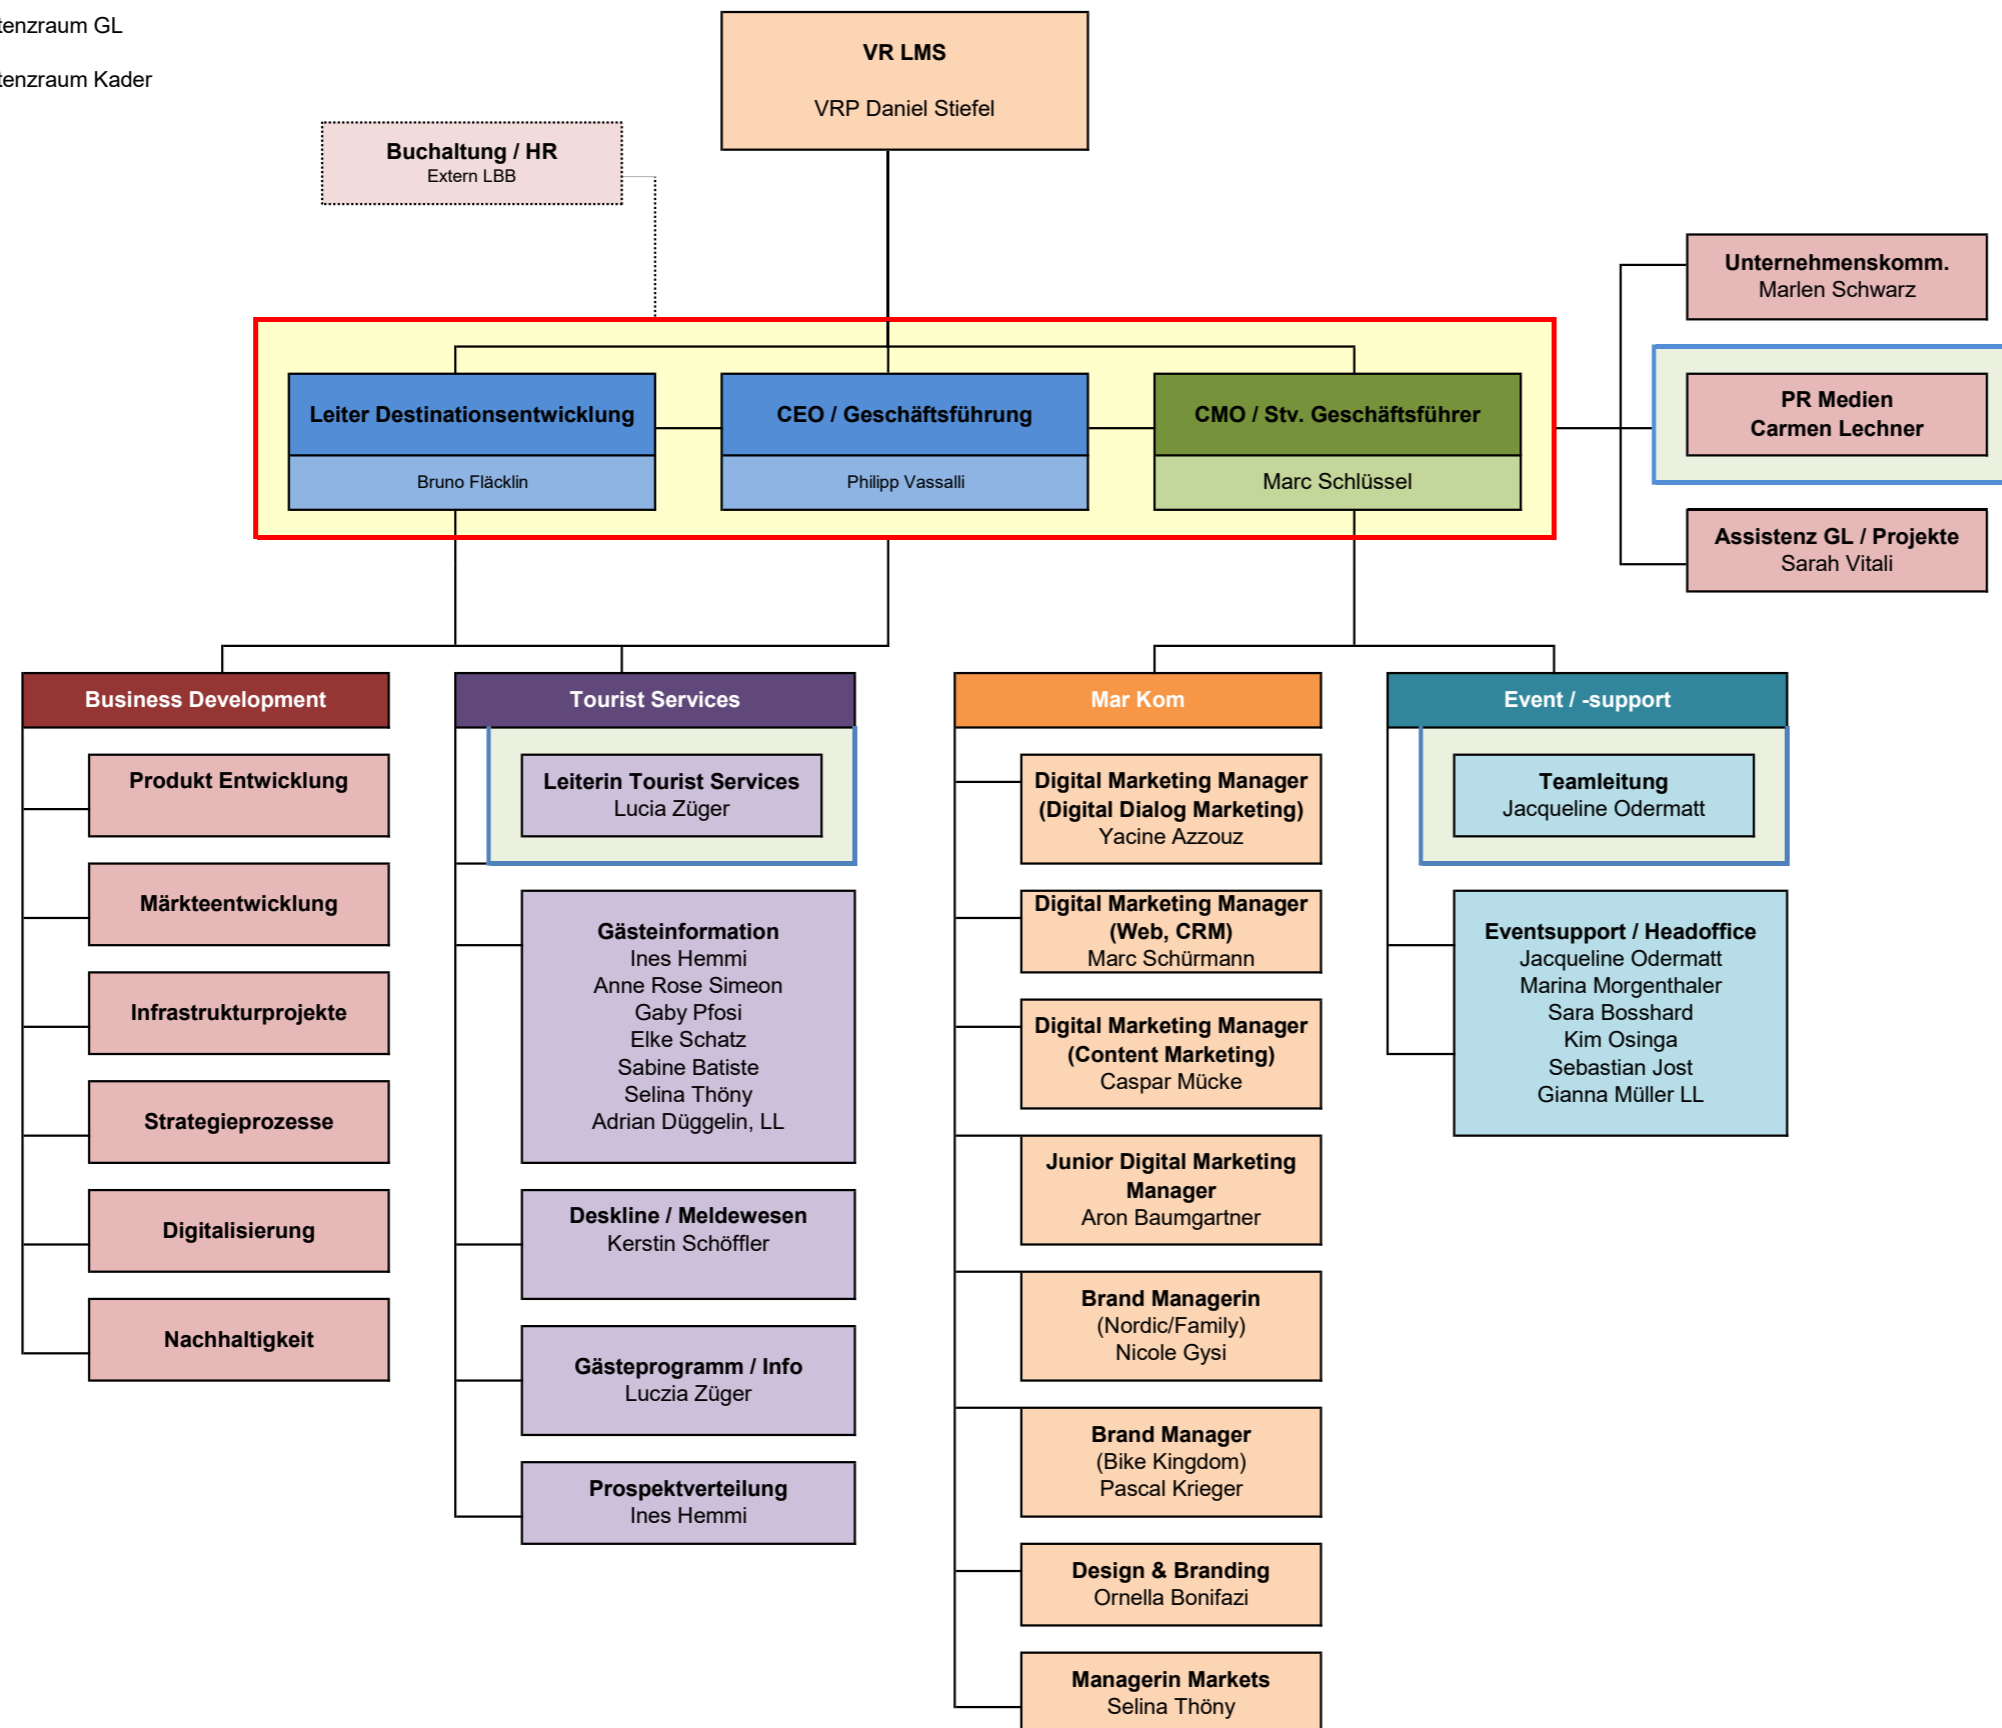 tenzraum GL
tenzraum Kader
VR LMS
VRP Daniel Stiefel
Buchaltung / HR
Extern LBB
Unternehmenskomm.
Marlen Schwarz
PR Medien
Carmen Lechner
Assistenz GL / Projekte
Sarah Vitali
Leiter Destinationsentwicklung
Bruno Fläcklin
CEO / Geschäftsführung
Philipp Vassalli
CMO / Stv. Geschäftsführer
Marc Schlüssel
Business Development
Produkt Entwicklung
Märkteentwicklung
Infrastrukturprojekte
Strategieprozesse
Digitalisierung
Nachhaltigkeit
Tourist Services
Leiterin Tourist Services
Lucia Züger
Gästeinformation
Ines Hemmi
Anne Rose Simeon
Gaby Pfosi
Elke Schatz
Sabine Batiste
Selina Thöny
Adrian Düggelin, LL
Deskline / Meldewesen
Kerstin Schöffler
Gästeprogramm / Info
Luczia Züger
Prospektverteilung
Ines Hemmi
Mar Kom
Digital Marketing Manager
(Digital Dialog Marketing)
Yacine Azzouz
Digital Marketing Manager
(Web, CRM)
Marc Schürmann
Digital Marketing Manager
(Content Marketing)
Caspar Mücke
Junior Digital Marketing
Manager
Aron Baumgartner
Brand Managerin
(Nordic/Family)
Nicole Gysi
Brand Manager
(Bike Kingdom)
Pascal Krieger
Design & Branding
Ornella Bonifazi
Managerin Markets
Selina Thöny
Event / -support
Teamleitung
Jacqueline Odermatt
Eventsupport / Headoffice
Jacqueline Odermatt
Marina Morgenthaler
Sara Bosshard
Kim Osinga
Sebastian Jost
Gianna Müller LL